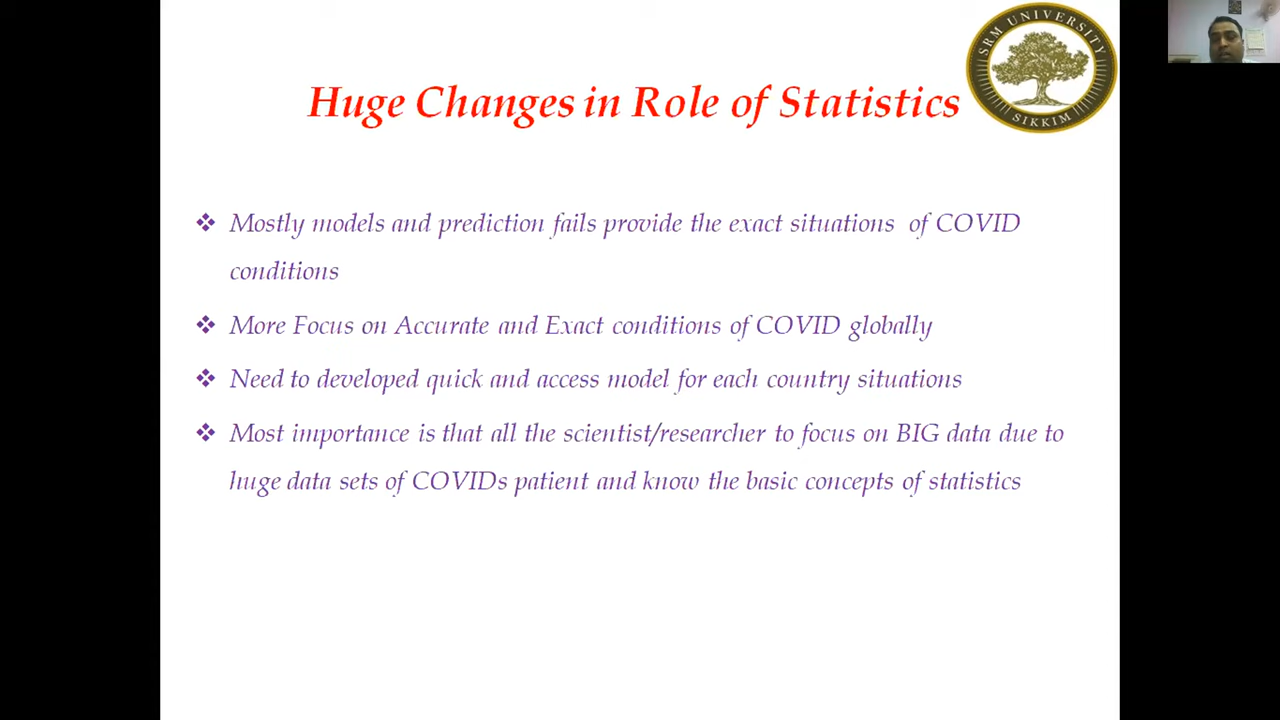 SRM UNIVERSITY
SIKKIM
Huge Changes in Role of Statistics
❖ Mostly models and prediction fails provide the exact situations of COVID
conditions
❖ More Focus on Accurate and Exact conditions of COVID globally
❖ Need to developed quick and access model for each country situations
❖ Most importance is that all the scientist/researcher to focus on BIG data due to
huge data sets of COVIDs patient and know the basic concepts of statistics